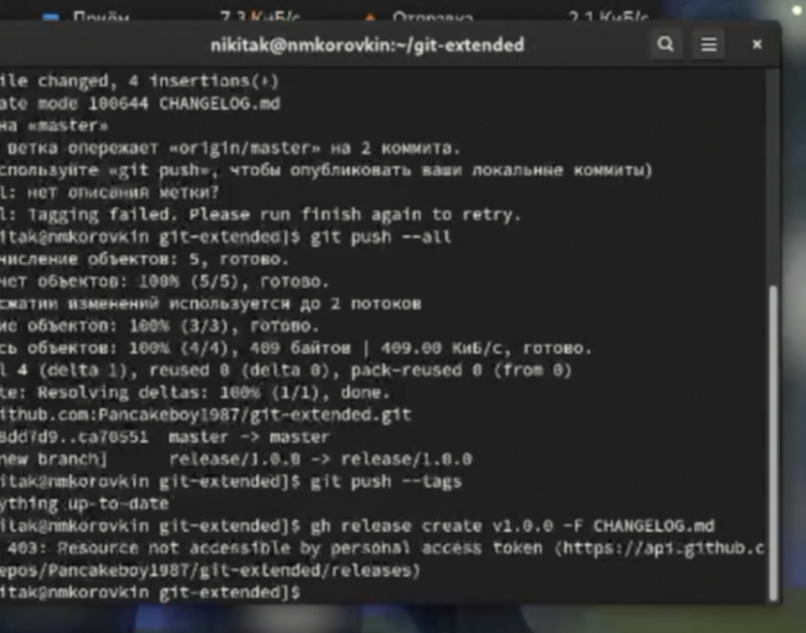 Приём 7.3 КиБ/с Отправка 2.1 КиБ/с
nikitak@nmkorovkin:~/git-extended
ile changed, 4 insertions(+)
ate mode 100644 CHANGELOG.md
на «master»
ветка опережает «origin/master» на 2 коммита.
спользуйте «git push», чтобы опубликовать ваши локальные коммиты)
l: нет описания метки?
l: Tagging failed. Please run finish again to retry.
itak@nmkorovkin git-extended]$ git push --all
числение объектов: 5, готово.
чет объектов: 100% (5/5), готово.
сжатии изменений используется до 2 потоков
ие объектов: 100% (3/3), готово.
сь объектов: 100% (4/4), 409 байтов | 409.00 КиБ/с, готово.
l 4 (delta 1), reused 0 (delta 0), pack-reused 0 (from 0)
te: Resolving deltas: 100% (1/1), done.
ithub.com:Pancakeboy1987/git-extended.git
8dd7d9..ca70551 master -> master
new branch] release/1.0.0 -> release/1.0.0
itak@nmkorovkin git-extended]$ git push --tags
ything up-to-date
itak@nmkorovkin git-extended]$ gh release create v1.0.0 -F CHANGELOG.md
403: Resource not accessible by personal access token (https://api.github.c
epos/Pancakeboy1987/git-extended/releases)
itak@nmkorovkin git-extended]$